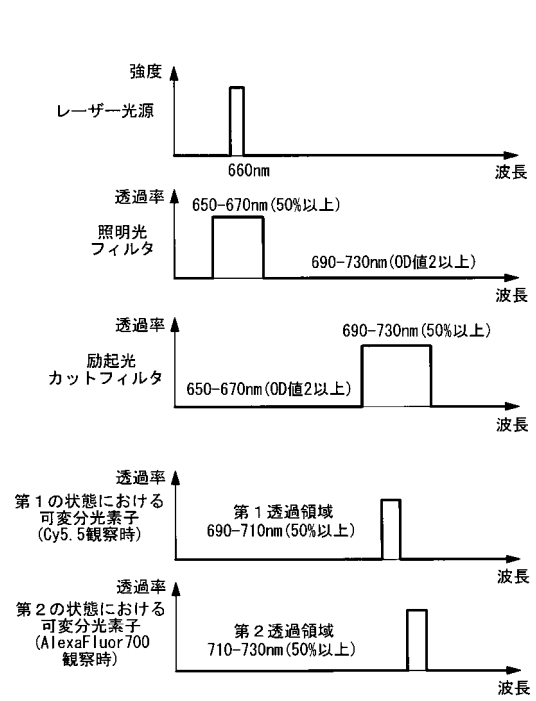 強度
レーザー光源
660nm
波長
透過率
650-670nm(50%以上)
照明光
フィルタ
690-730nm(OD値2以上)
波長
透過率
690-730nm(50%以上)
励起光
カットフィルタ
650-670nm(OD値2以上)
波長
透過率
第1の状態における
可変分光素子
(Cy5.5観察時)
第1透過領域
690-710nm(50%以上)
波長
透過率
第2の状態における
可変分光素子
(AlexaFluor700
観察時)
第2透過領域
710-730nm(50%以上)
波長